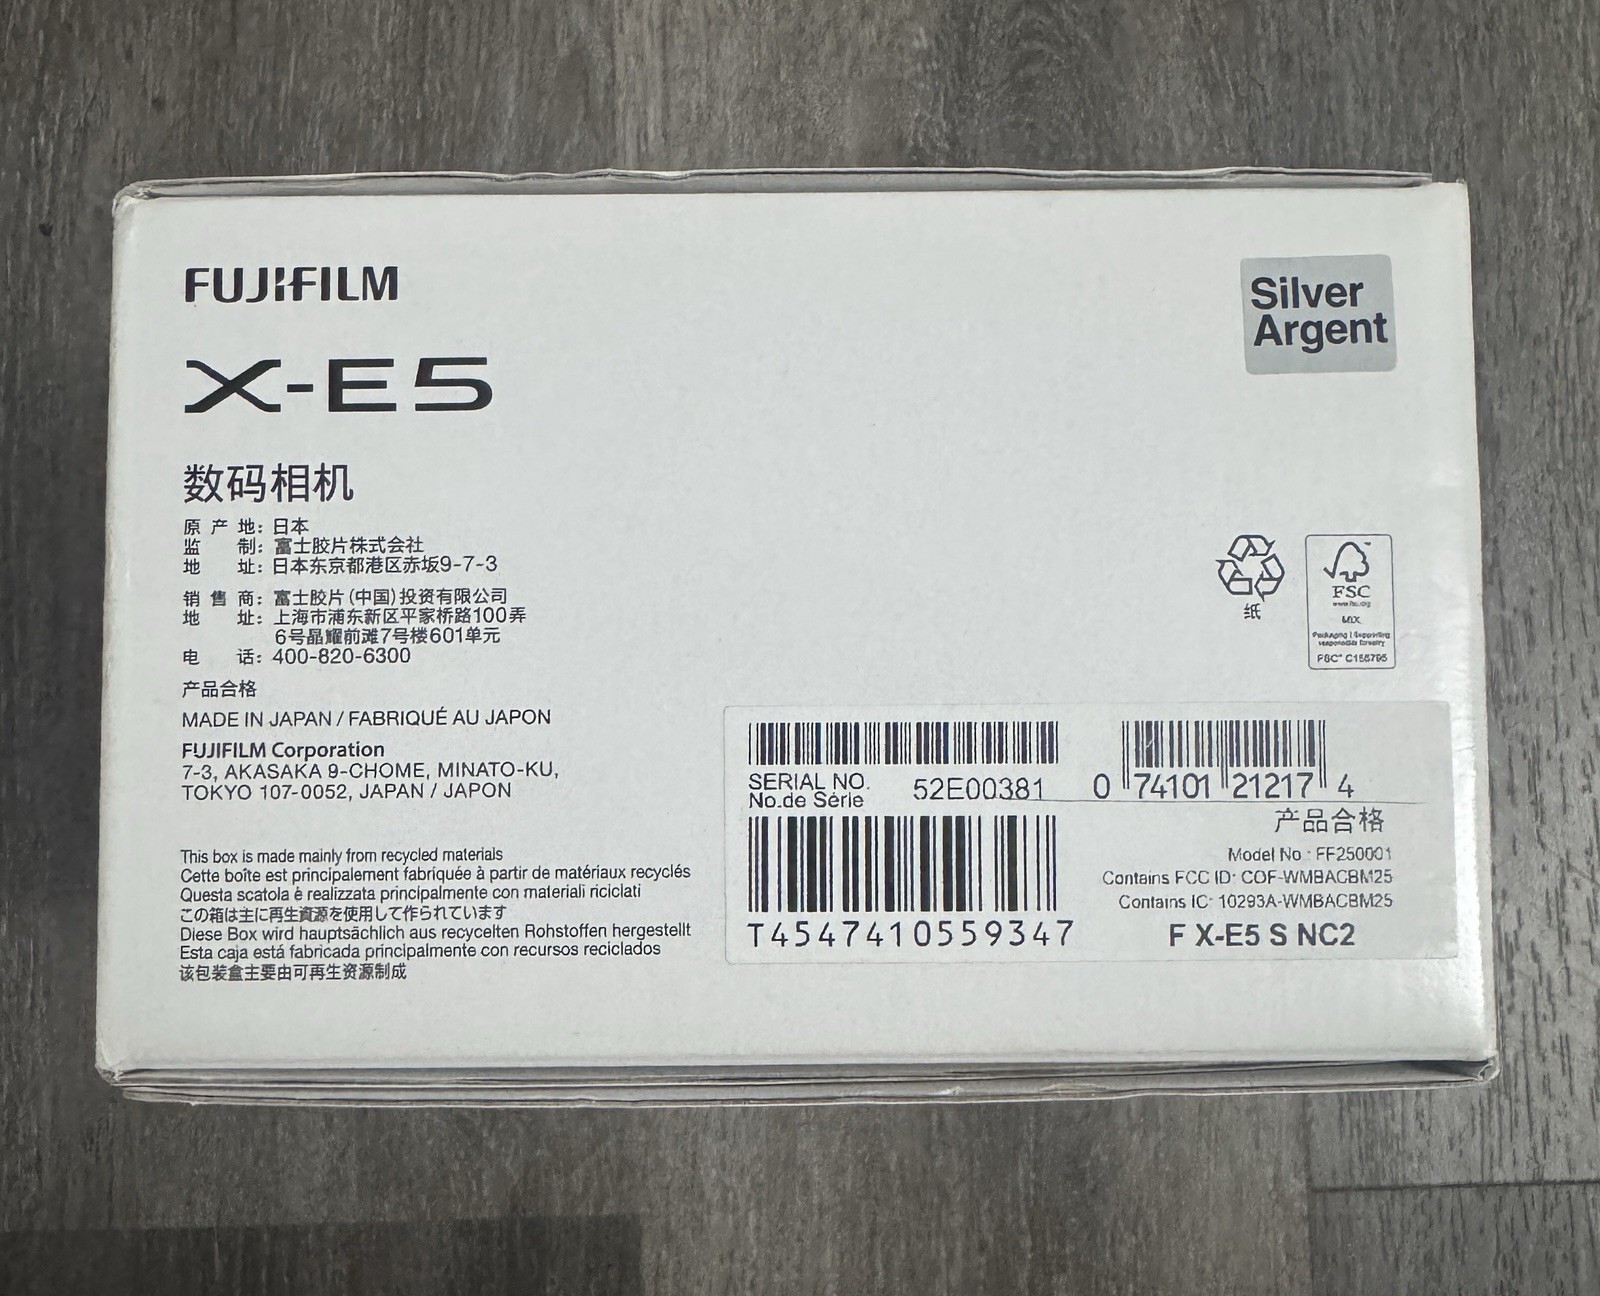 FUJIFILM
X-E5
Silver
Argent
数码相机
原产地：日本
监制：富士胶片株式会社
地址：日本东京都港区赤坂9-7-3
销售商：富士胶片(中国)投资有限公司
地址：上海市浦东新区平家桥路100弄
6号晶耀前滩7号楼601单元
电话：400-820-6300
产品合格
MADE IN JAPAN / FABRIQUÉ AU JAPON
FUJIFILM Corporation
7-3, AKASAKA 9-CHOME, MINATO-KU,
TOKYO 107-0052, JAPAN / JAPON
This box is made mainly from recycled materials
Cette boîte est principalement fabriquée à partir de matériaux recyclés
Questa scatola è realizzata principalmente con materiali riciclati
この箱は主に再生資源を使用して作られています
Diese Box wird hauptsächlich aus recycelten Rohstoffen hergestellt
Esta caja está fabricada principalmente con recursos reciclados
该包装盒主要由可再生资源制成
纸
FSC
www.fsc.org
MIX
Packaging | Supporting
responsible forestry
SERIAL NO.
No.de Série
52E00381
0 74101 21217 4
T4547410559347
产品合格
Model No : FF250001
Contains FCC ID: COF-WMBACBM25
Contains IC: 10293A-WMBACBM25
F X-E5 S NC2